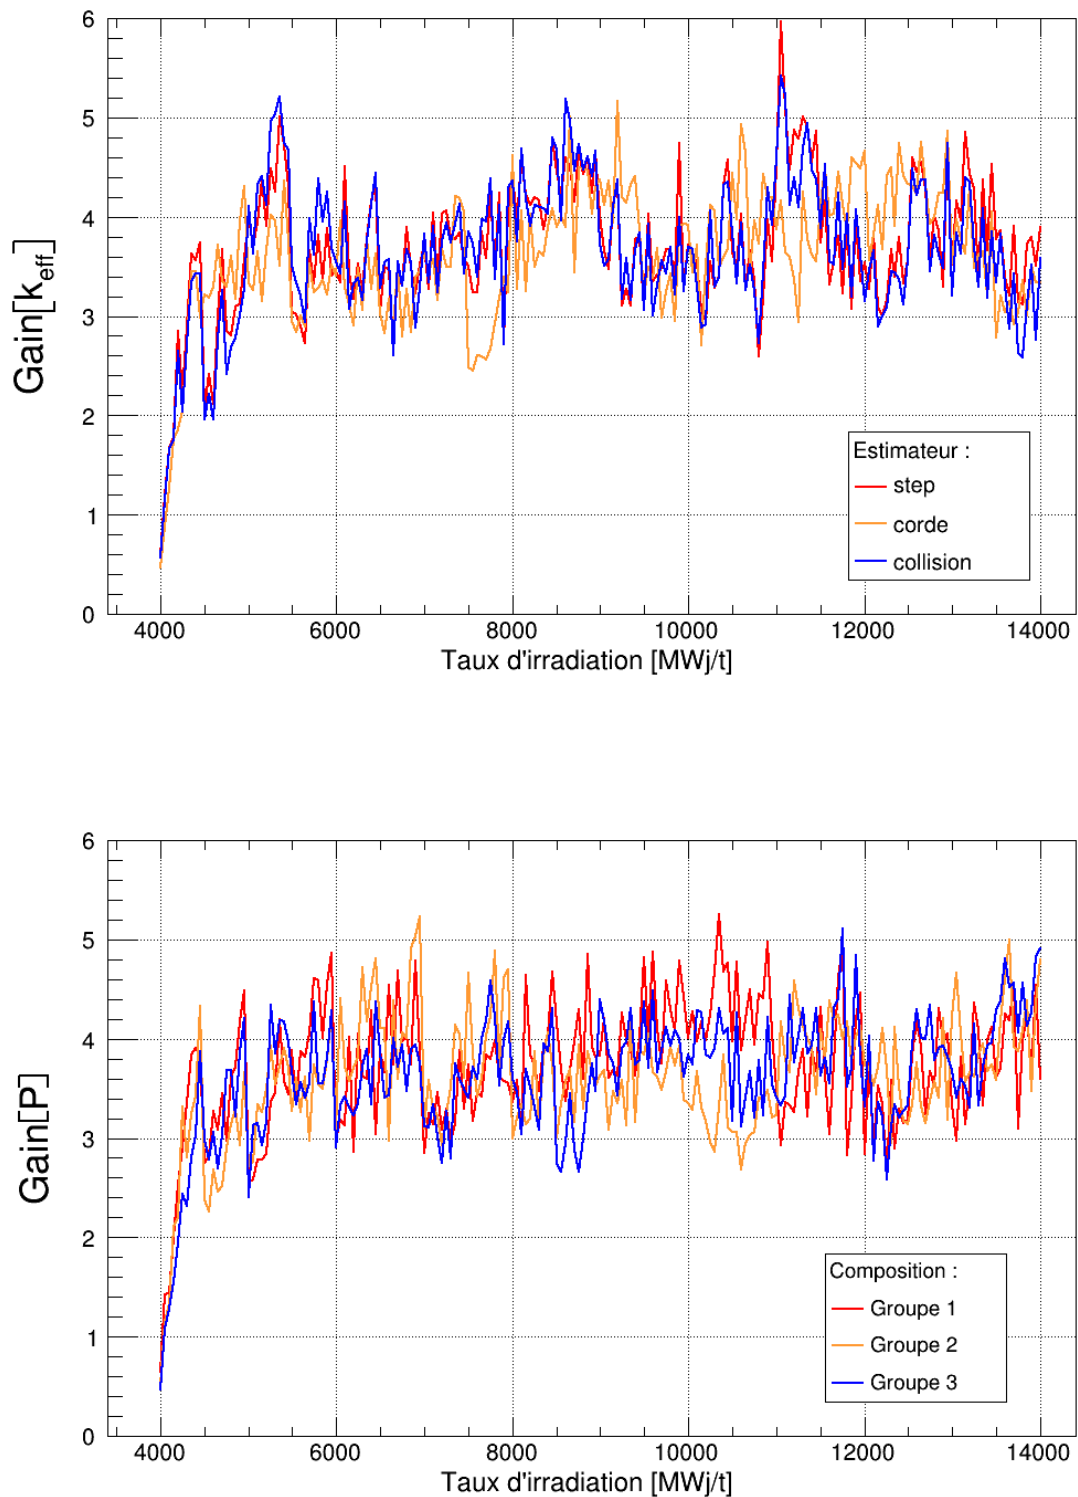 6
5
4
3
2
1
0
Gain[k_eff]
Estimateur :
step
corde
collision
4000 6000 8000 10000 12000 14000
Taux d'irradiation [MWj/t]
6
5
4
3
2
1
0
Gain[P]
Composition :
Groupe 1
Groupe 2
Groupe 3
4000 6000 8000 10000 12000 14000
Taux d'irradiation [MWj/t]